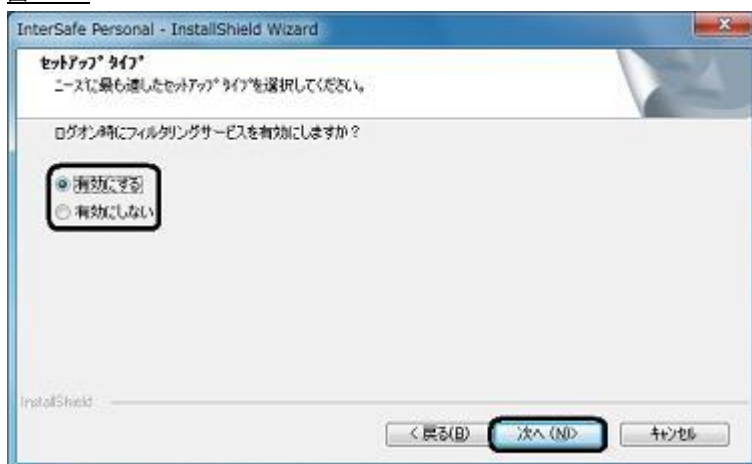 InterSafe Personal - InstallShield Wizard
ｾｯﾄｱｯﾌﾟ ﾀｲﾌﾟ
ニーズに最も適したセットアップ タイプを選択してください。
ログオン時にフィルタリングサービスを有効にしますか？
有効にする
有効にしない
InstallShield
< 戻る(B)
次へ (N)>
ｷｬﾝｾﾙ